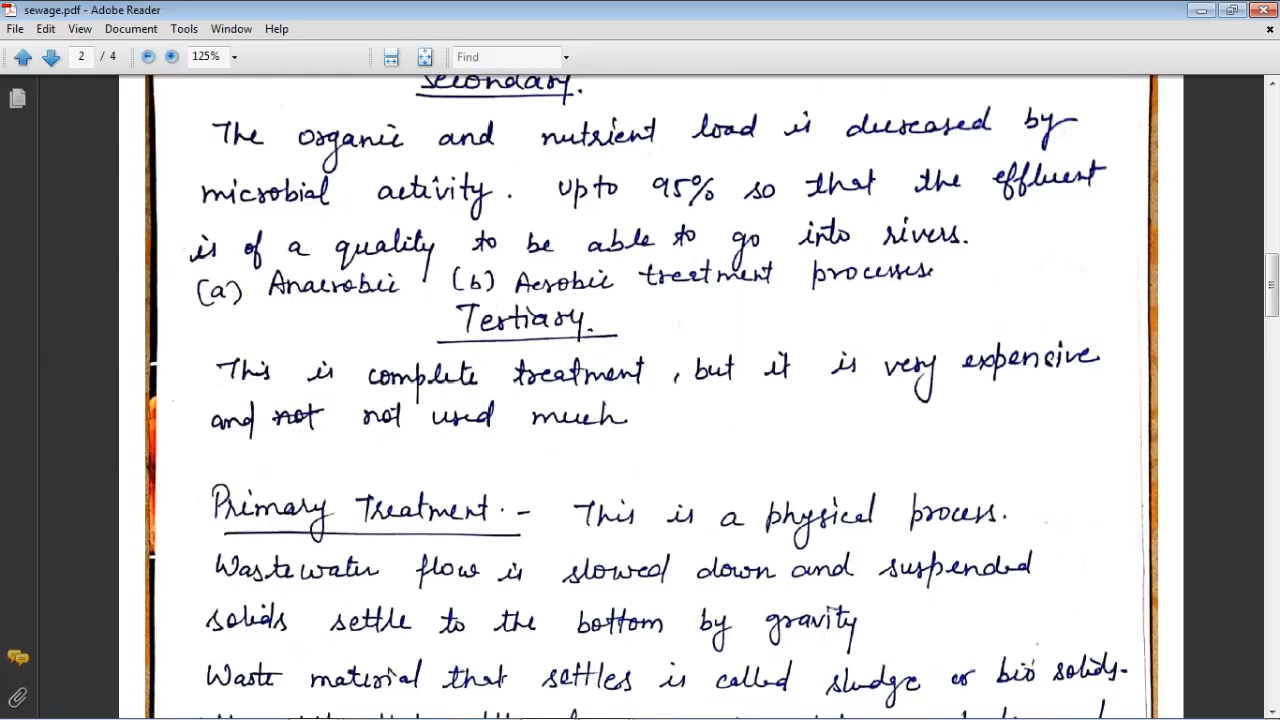 sewage.pdf - Adobe Reader
File Edit View Document Tools Window Help
2 / 4 125% Find
Secondary.
The organic and nutrient load is decreased by
microbial activity. Up to 95% so that the effluent
is of a quality to be able to go into rivers.
(a) Anaerobic (b) Aerobic treatment processes.
Tertiary.
This is complete treatment, but it is very expensive
and not not used much
Primary Treatment. - This is a physical process.
Wastewater flow is slowed down and suspended
solids settle to the bottom by gravity
Waste material that settles is called sludge or bio solids.